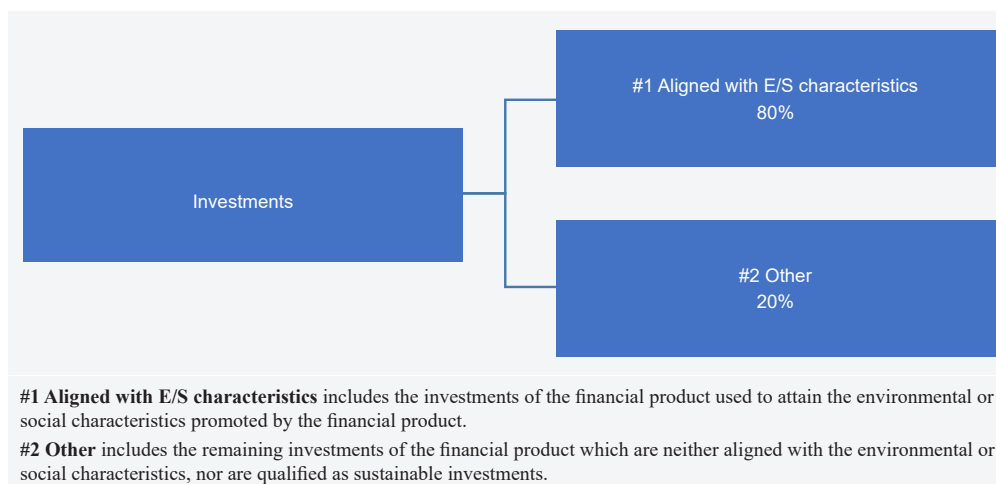 #1 Aligned with E/S characteristics
80%
Investments
#2 Other
20%
#1 Aligned with E/S characteristics includes the investments of the financial product used to attain the environmental or
social characteristics promoted by the financial product.
#2 Other includes the remaining investments of the financial product which are neither aligned with the environmental or
social characteristics, nor are qualified as sustainable investments.